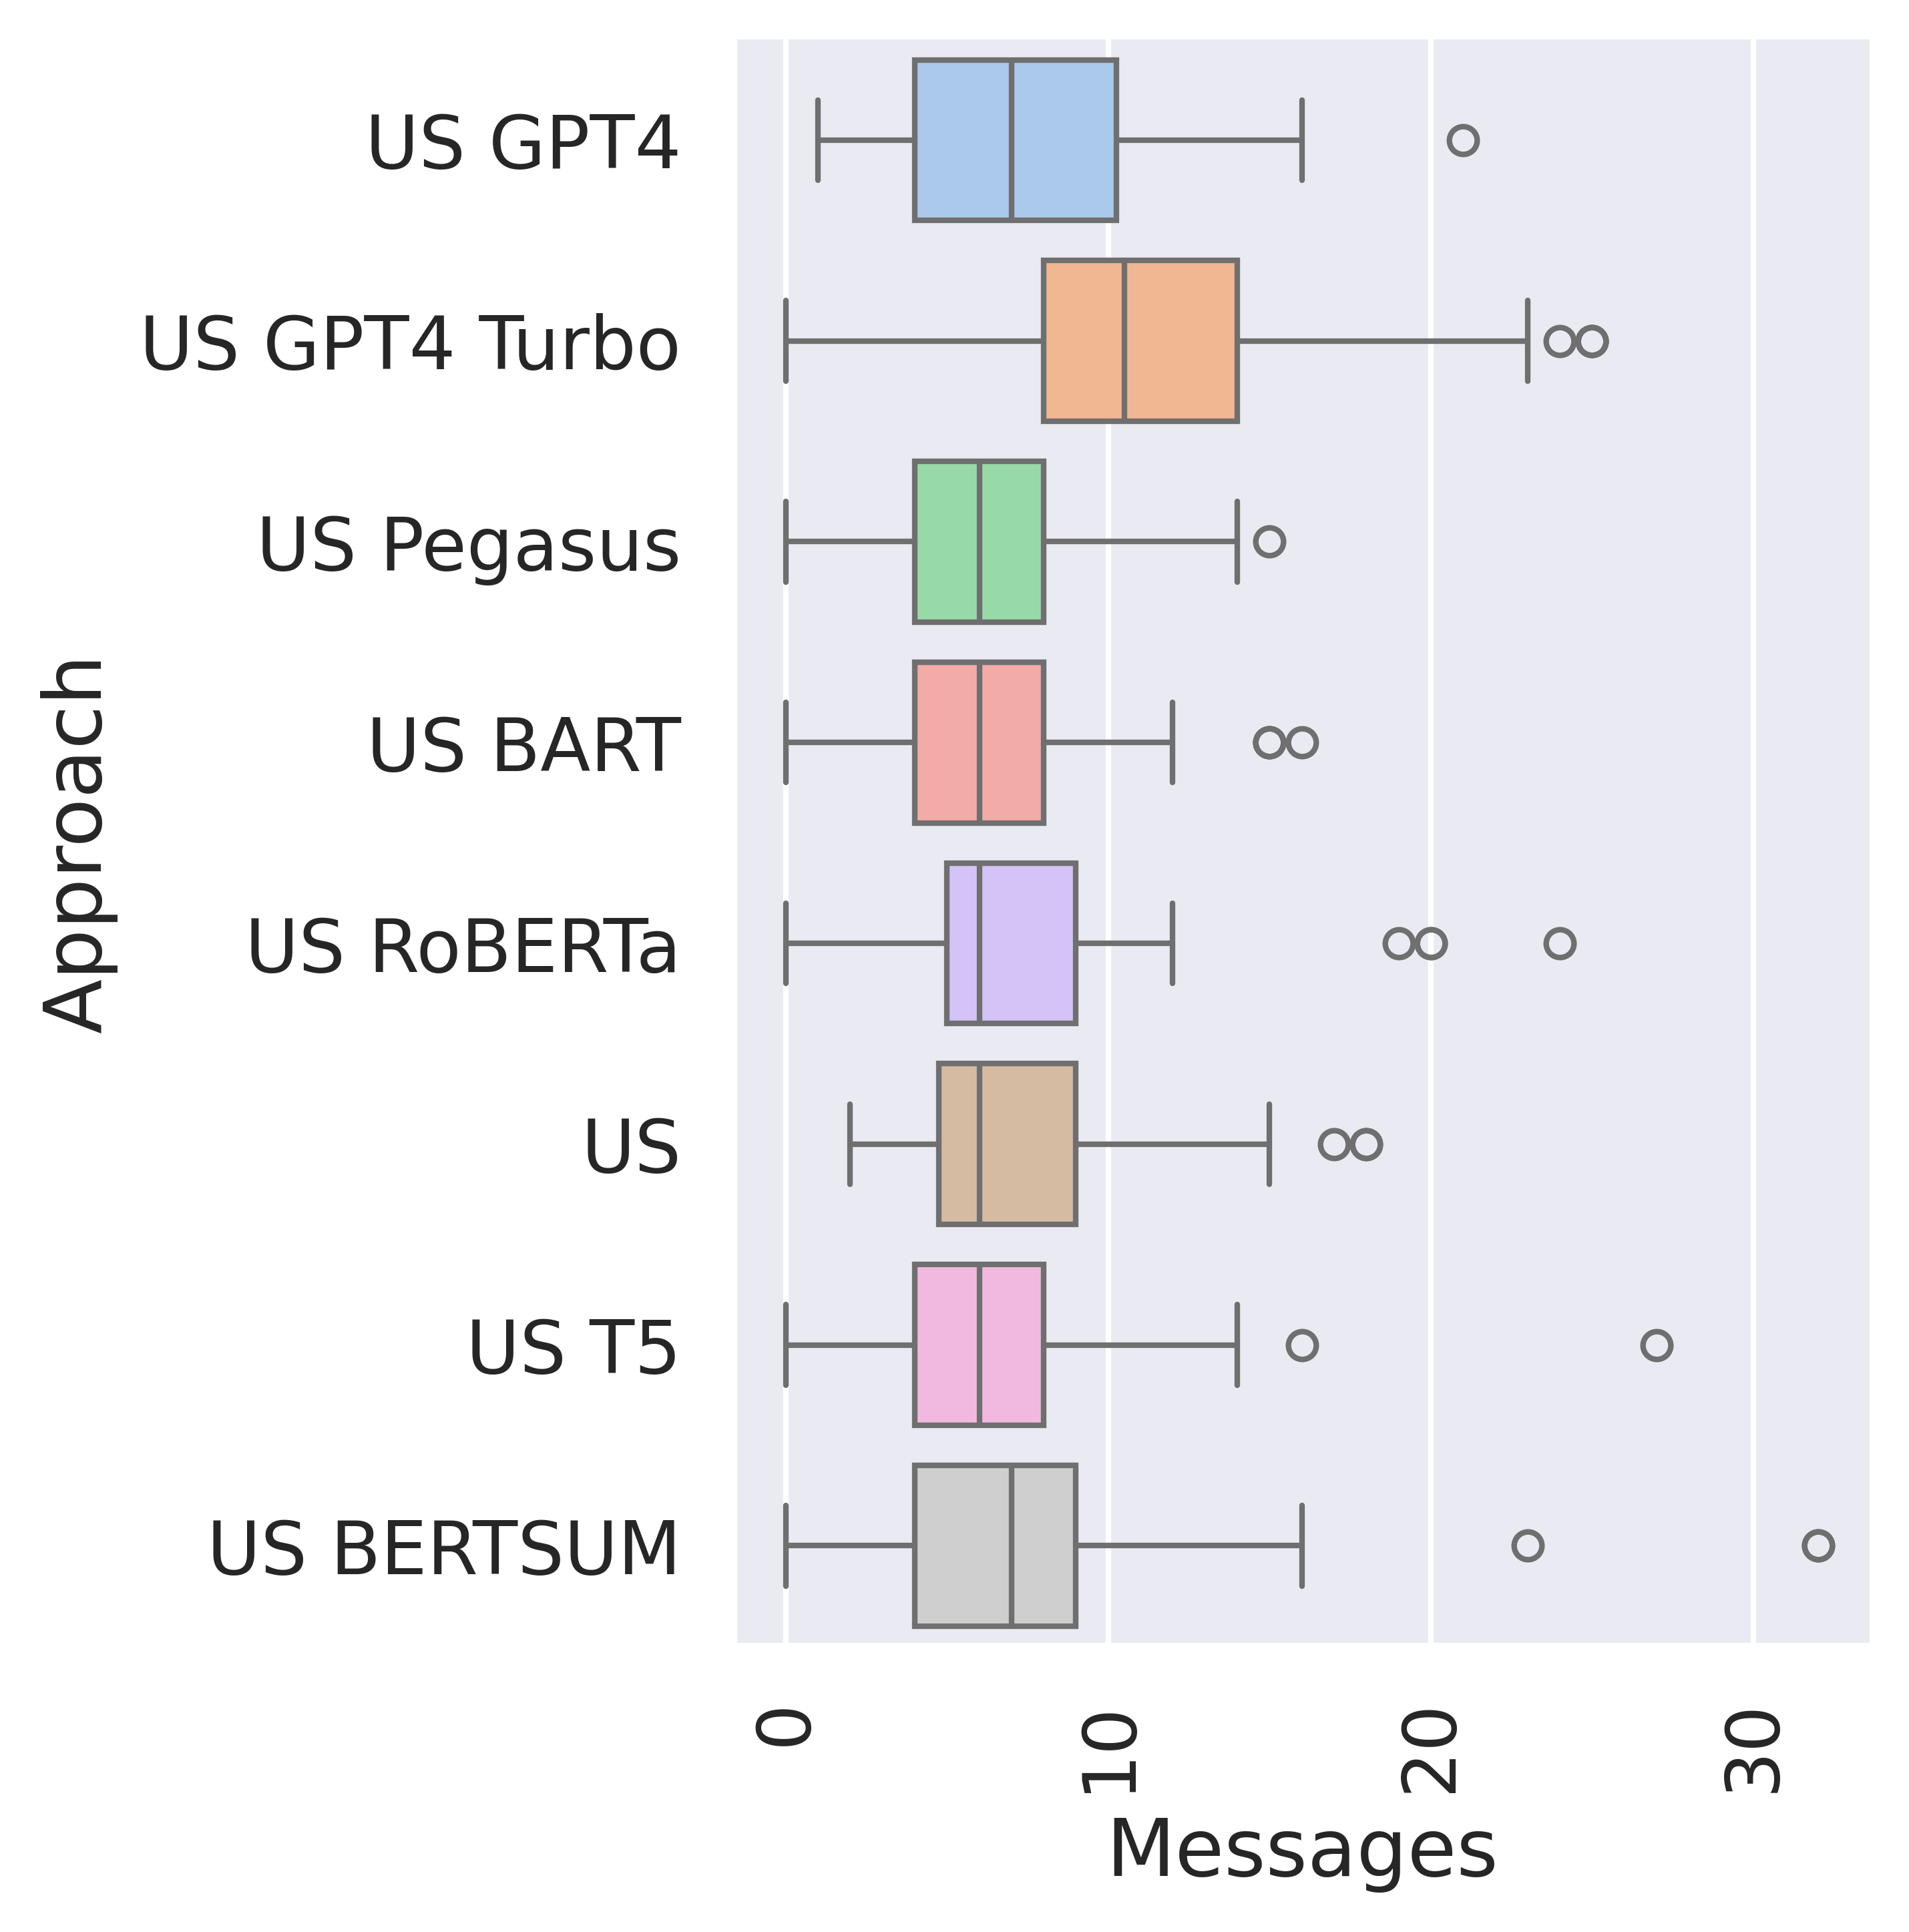 US GPT4
US GPT4 Turbo
US Pegasus
US BART
US RoBERTa
US
US T5
US BERTSUM
Approach
0
10
20
30
Messages